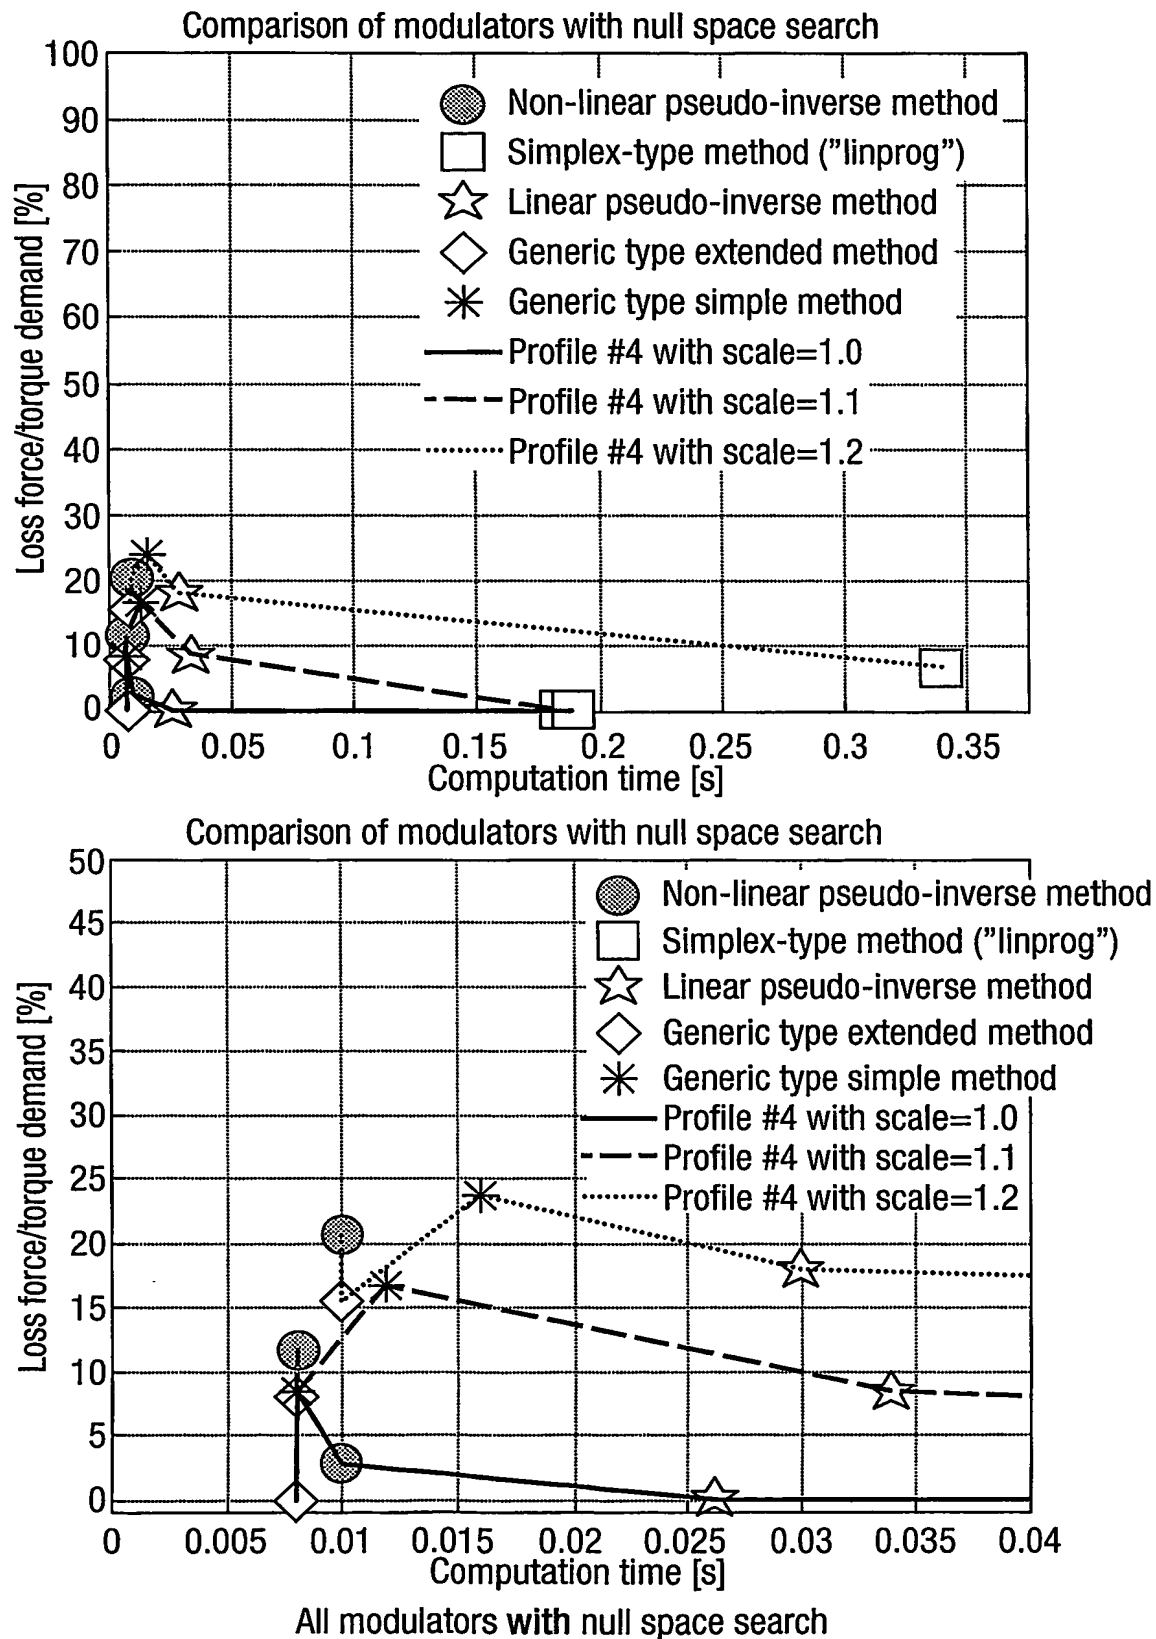 Comparison of modulators with null space search
100
90
80
70
60
50
40
30
20
10
0
Loss force/torque demand [%]
Non-linear pseudo-inverse method
Simplex-type method ("linprog")
Linear pseudo-inverse method
Generic type extended method
Generic type simple method
Profile #4 with scale=1.0
Profile #4 with scale=1.1
Profile #4 with scale=1.2
0 0.05 0.1 0.15 0.2 0.25 0.3 0.35
Computation time [s]
Comparison of modulators with null space search
50
45
40
35
30
25
20
15
10
5
0
Loss force/torque demand [%]
Non-linear pseudo-inverse method
Simplex-type method ("linprog")
Linear pseudo-inverse method
Generic type extended method
Generic type simple method
Profile #4 with scale=1.0
Profile #4 with scale=1.1
Profile #4 with scale=1.2
0 0.005 0.01 0.015 0.02 0.025 0.03 0.035 0.04
Computation time [s]
All modulators with null space search